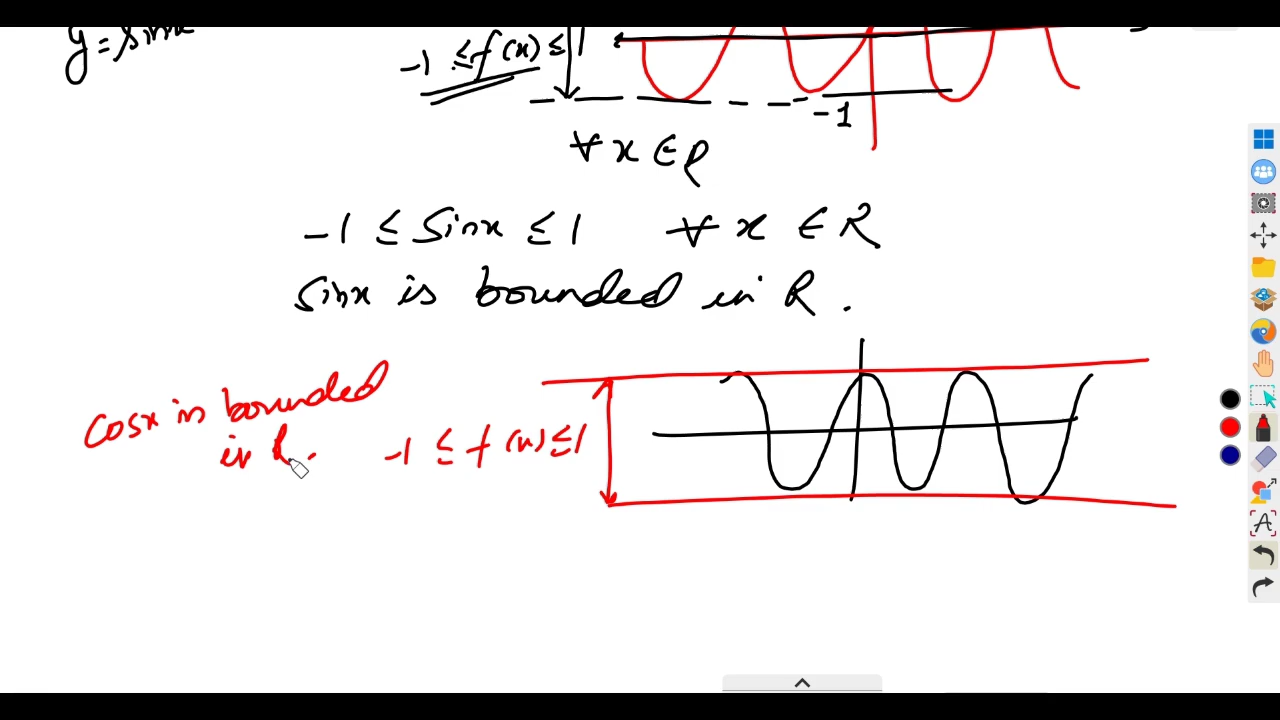 y = sinx
-1 ≤ f(x) ≤ 1
-1
∀ x ∈ R
-1 ≤ sinx ≤ 1 ∀ x ∈ R
sinx is bounded in R.
cosx is bounded
in R.
-1 ≤ f(x) ≤ 1
A